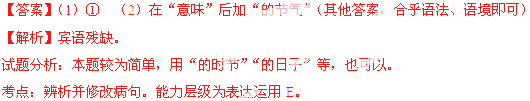 【答案】(1)① (2)在“意味”后加“的节气”(其他答案,合乎语法、语境即可)
【解析】宾语残缺。
试题分析:本题较为简单,用“的时节”“的日子”等,也可以。
考点:辨析并修改病句。能力层级为表达运用 E。